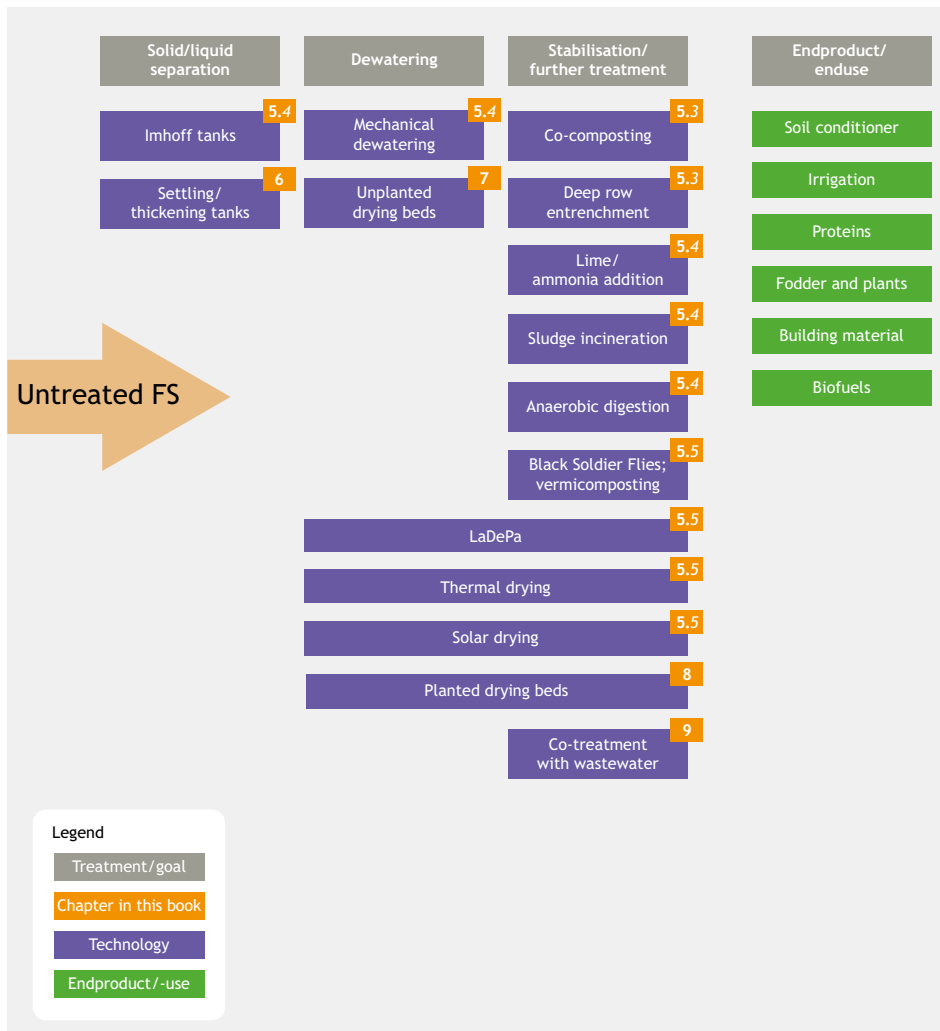 Solid/liquid
separation
Dewatering
Stabilisation/
further treatment
Endproduct/
enduse
5.4
Imhoff tanks
6
Settling/
thickening tanks
5.4
Mechanical
dewatering
7
Unplanted
drying beds
5.3
Co-composting
5.3
Deep row
entrenchment
5.4
Lime/
ammonia addition
5.4
Sludge incineration
5.4
Anaerobic digestion
5.5
Black Soldier Flies;
vermicomposting
5.5
LaDePa
5.5
Thermal drying
5.5
Solar drying
8
Planted drying beds
9
Co-treatment
with wastewater
Soil conditioner
Irrigation
Proteins
Fodder and plants
Building material
Biofuels
Untreated FS
Legend
Treatment/goal
Chapter in this book
Technology
Endproduct/-use